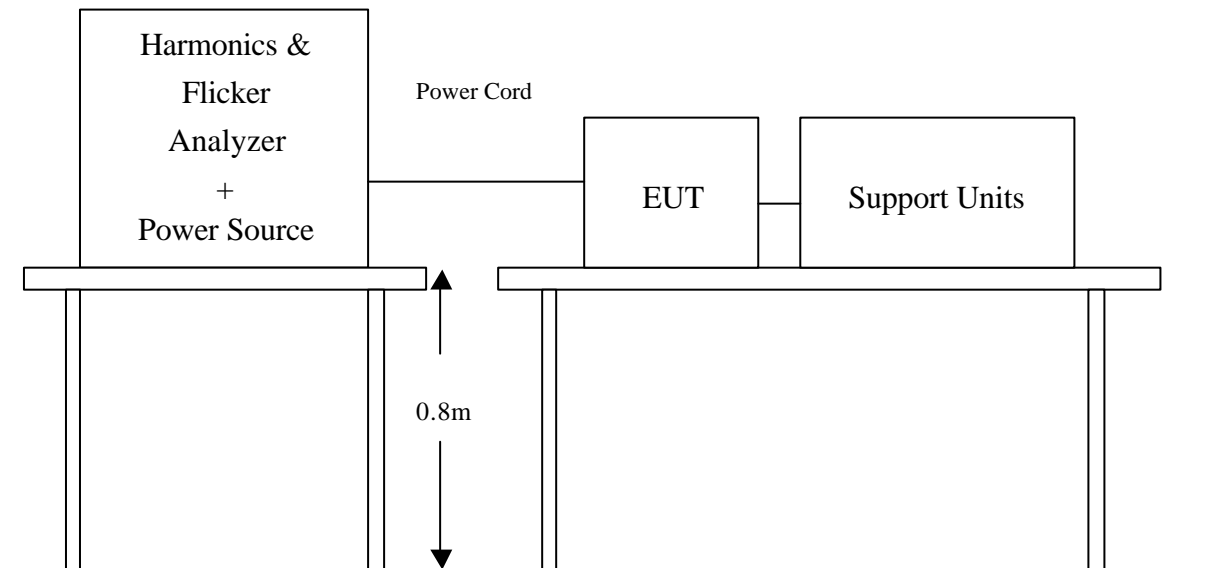 Harmonics &
Flicker
Analyzer
+
Power Source
Power Cord
EUT
Support Units
0.8m